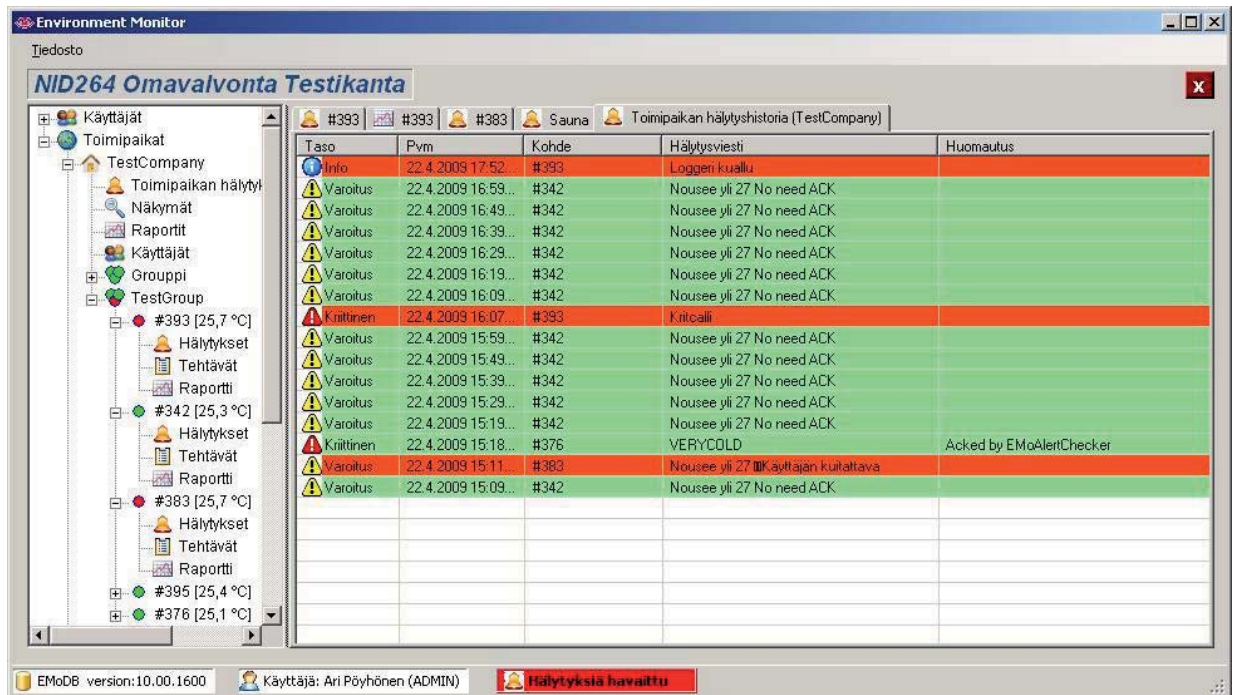 Environment Monitor
Tiedosto
NID264 Omavalvonta Testikanta
x
Käyttäjät
Toimipaikat
TestCompany
Toimipaikan hälytyk
Näkymät
Raportit
Käyttäjät
Grouppi
TestGroup
#393 [25,7 °C]
Hälytykset
Tehtävät
Raportti
#342 [25,3 °C]
Hälytykset
Tehtävät
Raportti
#383 [25,7 °C]
Hälytykset
Tehtävät
Raportti
#395 [25,4 °C]
#376 [25,1 °C]
#393 #393 #383 Sauna Toimipaikan hälytyshistoria (TestCompany)
Taso Pvm Kohde Hälytysviesti Huomautus
Info 22.4.2009 17:52... #393 Loggeri kuallu
Varoitus 22.4.2009 16:59... #342 Nousee yli 27 No need ACK
Varoitus 22.4.2009 16:49... #342 Nousee yli 27 No need ACK
Varoitus 22.4.2009 16:39... #342 Nousee yli 27 No need ACK
Varoitus 22.4.2009 16:29... #342 Nousee yli 27 No need ACK
Varoitus 22.4.2009 16:19... #342 Nousee yli 27 No need ACK
Varoitus 22.4.2009 16:09... #342 Nousee yli 27 No need ACK
Kriittinen 22.4.2009 16:07... #393 Kritcalli
Varoitus 22.4.2009 15:59... #342 Nousee yli 27 No need ACK
Varoitus 22.4.2009 15:49... #342 Nousee yli 27 No need ACK
Varoitus 22.4.2009 15:39... #342 Nousee yli 27 No need ACK
Varoitus 22.4.2009 15:29... #342 Nousee yli 27 No need ACK
Varoitus 22.4.2009 15:19... #342 Nousee yli 27 No need ACK
Kriittinen 22.4.2009 15:18... #376 VERYCOLD Acked by EMoAlertChecker
Varoitus 22.4.2009 15:11... #383 Nousee yli 27 Käyttäjän kuitattava
Varoitus 22.4.2009 15:09... #342 Nousee yli 27 No need ACK
EMoDB version:10.00.1600 Käyttäjä: Ari Pöyhönen (ADMIN) Hälytyksiä havaittu